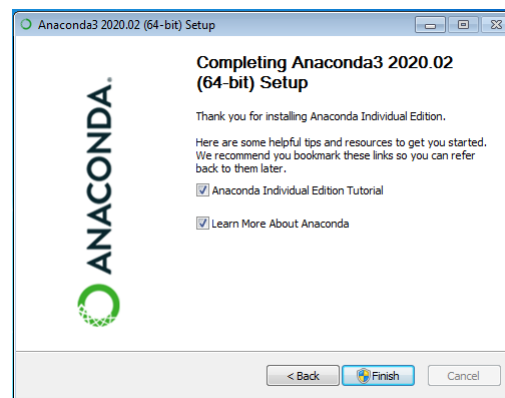 Anaconda3 2020.02 (64-bit) Setup
Completing Anaconda3 2020.02
(64-bit) Setup
Thank you for installing Anaconda Individual Edition.
Here are some helpful tips and resources to get you started.
We recommend you bookmark these links so you can refer
back to them later.
Anaconda Individual Edition Tutorial
Learn More About Anaconda
ANACONDA.
< Back
Finish
Cancel